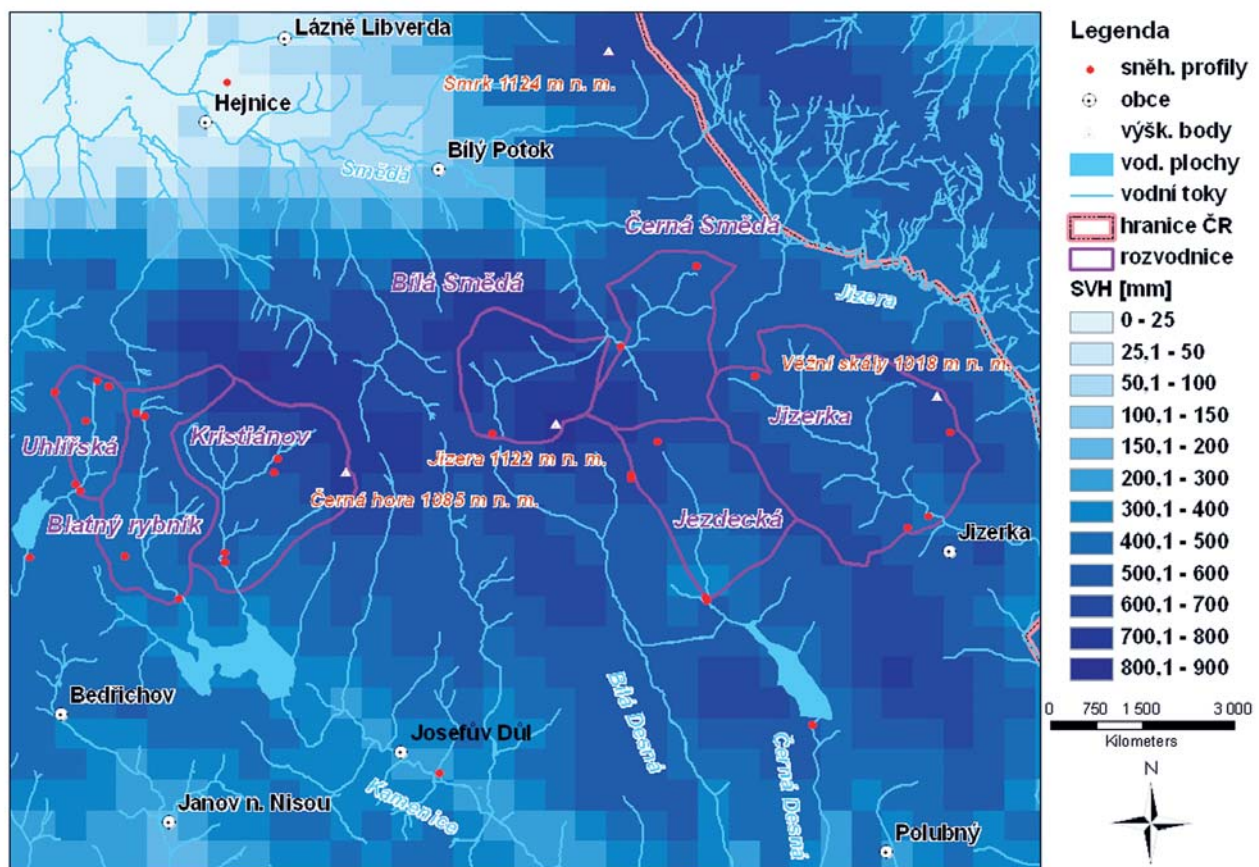 Lázně Libverda
Smrk 1124 m n. m.
Hejnice
Bílý Potok
Smědá
Černá Smědá
Bílá Smědá
Jizera
Věžní skály 1018 m n. m.
Jizerka
Uhlířská
Kristiánov
Jizera 1122 m n. m.
Černá hora 1085 m n. m.
Jezdecká
Blatný rybník
Jizerka
Bedřichov
Josefův Důl
Bílá Desná
Černá Desná
Kamenice
Janov n. Nisou
Polubný
Legenda
sněh. profily
obce
výšk. body
vod. plochy
vodní toky
hranice ČR
rozvodnice
SVH [mm]
0 - 25
25.1 - 50
50.1 - 100
100.1 - 150
150.1 - 200
200.1 - 300
300.1 - 400
400.1 - 500
500.1 - 600
600.1 - 700
700.1 - 800
800.1 - 900
0 750 1 500 3 000
Kilometers
N